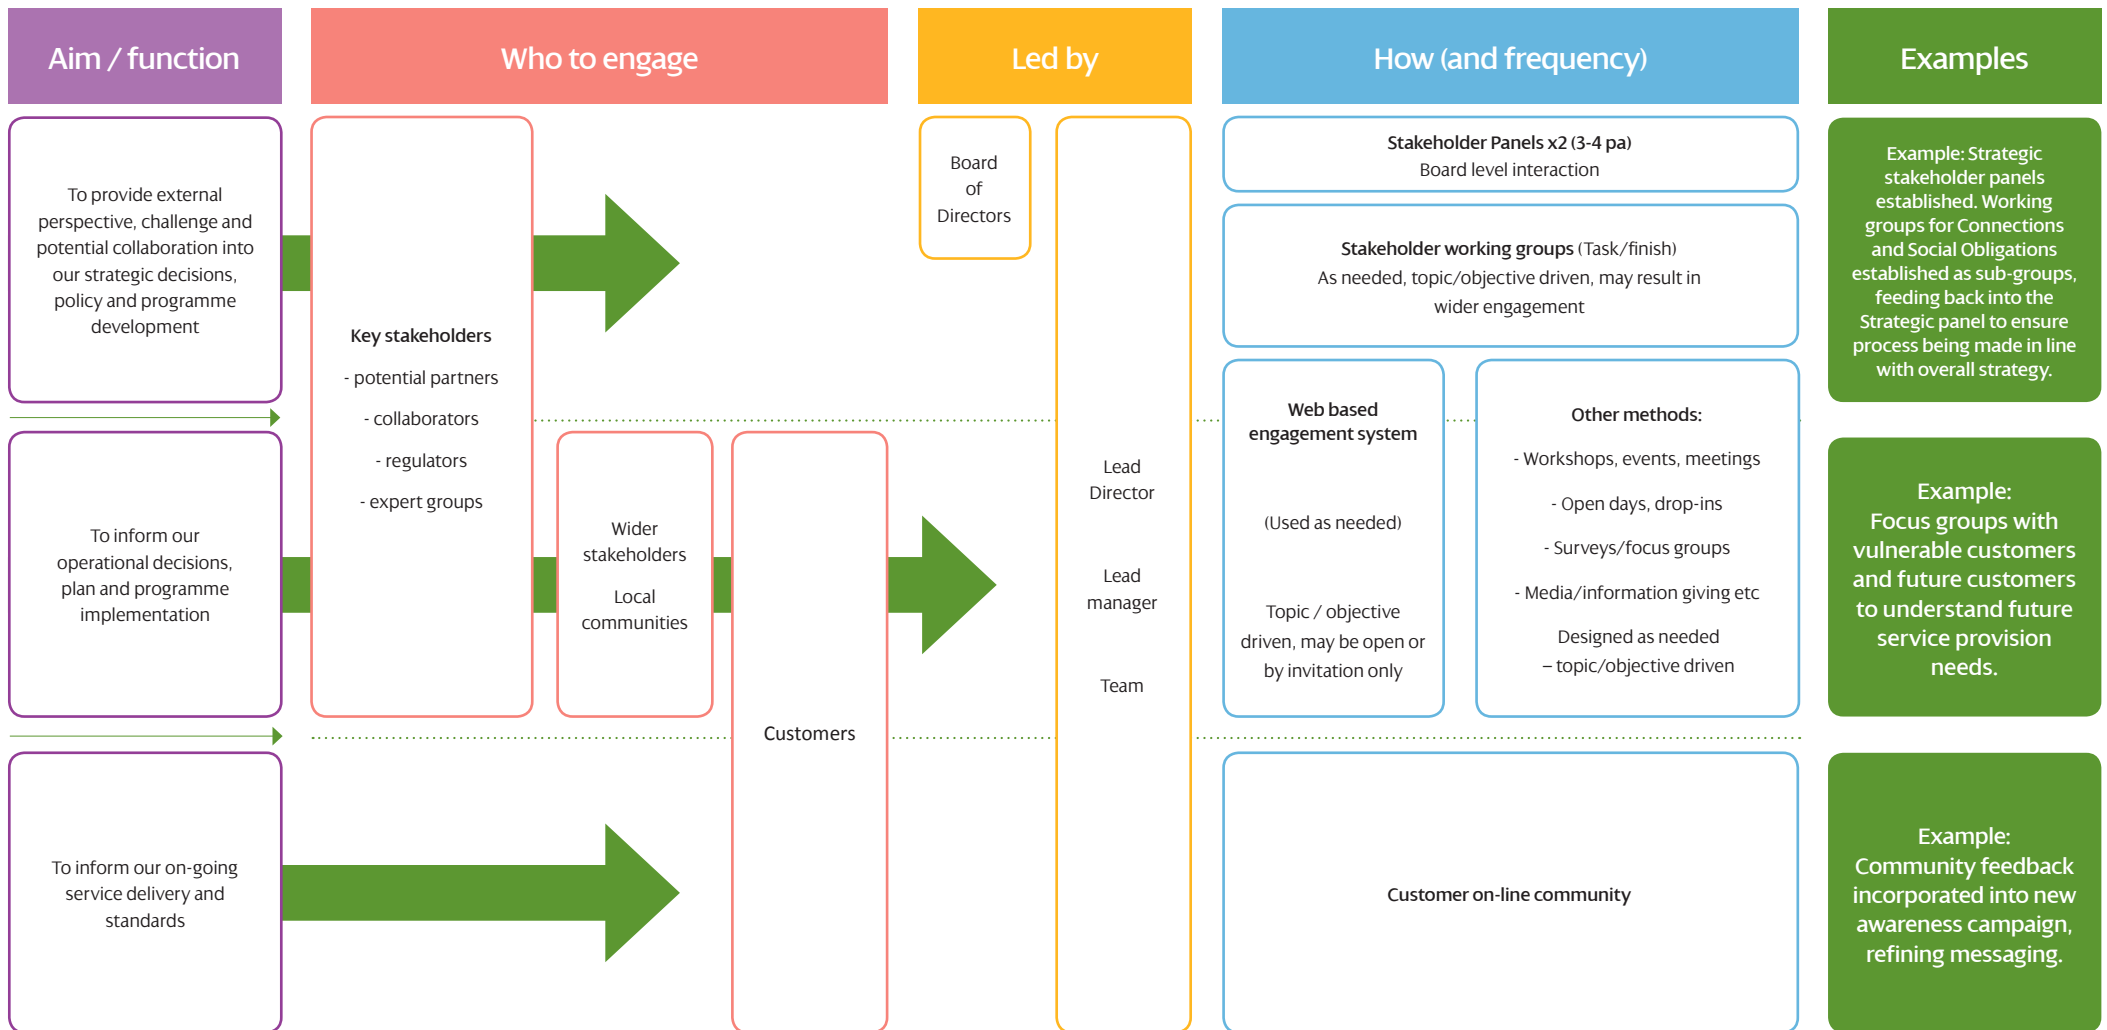 Aim / function
Who to engage
Led by
How (and frequency)
Examples
To provide external
perspective, challenge and
potential collaboration into
our strategic decisions,
policy and programme
development
To inform our
operational decisions,
plan and programme
implementation
To inform our on-going
service delivery and
standards
Key stakeholders
- potential partners
- collaborators
- regulators
- expert groups
Wider
stakeholders
Local
communities
Customers
Board
of
Directors
Lead
Director
Lead
manager
Team
Stakeholder Panels x2 (3-4 pa)
Board level interaction
Stakeholder working groups (Task/finish)
As needed, topic/objective driven, may result in
wider engagement
Web based
engagement system
(Used as needed)
Topic / objective
driven, may be open or
by invitation only
Other methods:
- Workshops, events, meetings
- Open days, drop-ins
- Surveys/focus groups
- Media/information giving etc
Designed as needed
– topic/objective driven
Customer on-line community
Example: Strategic
stakeholder panels
established. Working
groups for Connections
and Social Obligations
established as sub-groups,
feeding back into the
Strategic panel to ensure
process being made in line
with overall strategy.
Example:
Focus groups with
vulnerable customers
and future customers
to understand future
service provision
needs.
Example:
Community feedback
incorporated into new
awareness campaign,
refining messaging.